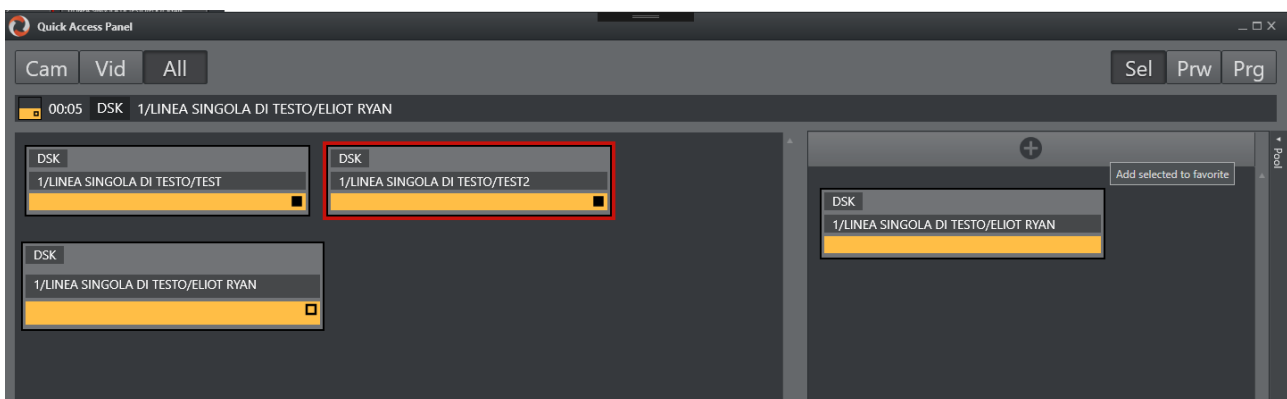 Quick Access Panel
Cam Vid All Sel Prw Prg
00:05 DSK 1/LINEA SINGOLA DI TESTO/ELIOT RYAN
DSK
1/LINEA SINGOLA DI TESTO/TEST
DSK
1/LINEA SINGOLA DI TESTO/TEST2
DSK
1/LINEA SINGOLA DI TESTO/ELIOT RYAN
Pool
Add selected to favorite
DSK
1/LINEA SINGOLA DI TESTO/ELIOT RYAN